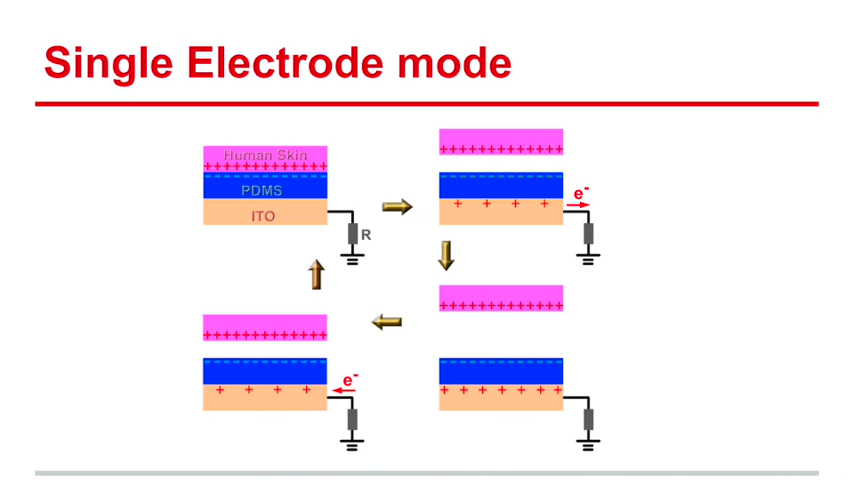 Single Electrode mode
Human Skin
++++++++++++++
PDMS
ITO
R
++++++++++++++
+ + + +
e-
++++++++++++++
+ + + +
e-
++++++++++++++
+ + + + + + +